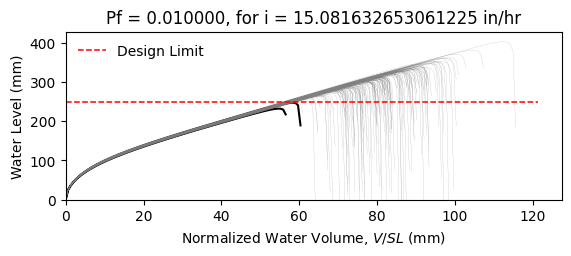 Pf = 0.010000, for i = 15.081632653061225 in/hr
Water Level (mm)
400
300
200
100
0
Design Limit
0 20 40 60 80 100 120
Normalized Water Volume, V/SL (mm)